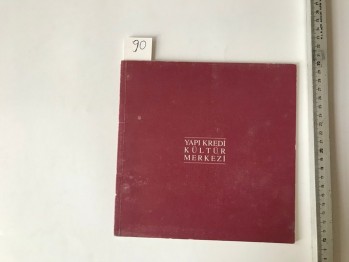 90
YAPI KREDİ
KÜLTÜR
MERKEZİ